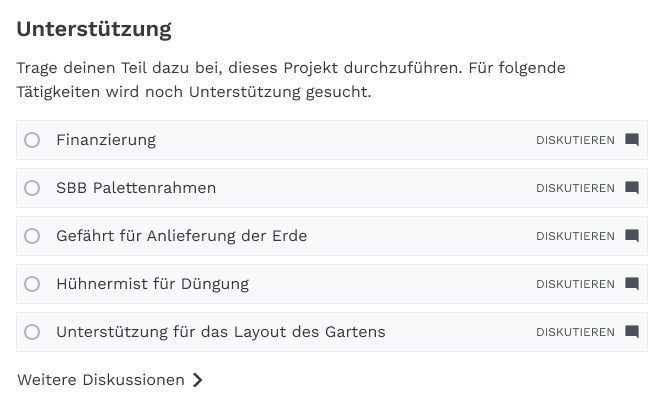 Unterstützung
Trage deinen Teil dazu bei, dieses Projekt durchzuführen. Für folgende
Tätigkeiten wird noch Unterstützung gesucht.
Finanzierung DISKUTIEREN
SBB Palettenrahmen DISKUTIEREN
Gefährt für Anlieferung der Erde DISKUTIEREN
Hühnermist für Düngung DISKUTIEREN
Unterstützung für das Layout des Gartens DISKUTIEREN
Weitere Diskussionen